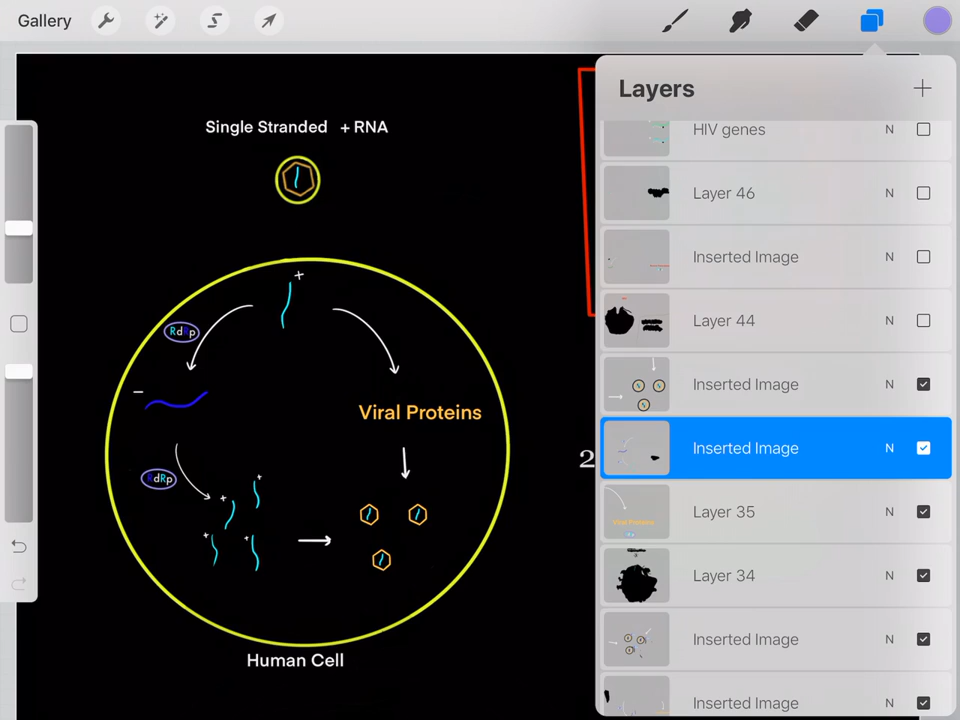 Gallery
Layers
Single Stranded + RNA
HIV genes N
Layer 46 N
Inserted Image N
+
Layer 44 N
RdRp
Inserted Image N
−
Viral Proteins
2
Inserted Image N
RdRp
+
+
Layer 35 N
+
+
Layer 34 N
Inserted Image N
Human Cell
Inserted Image N